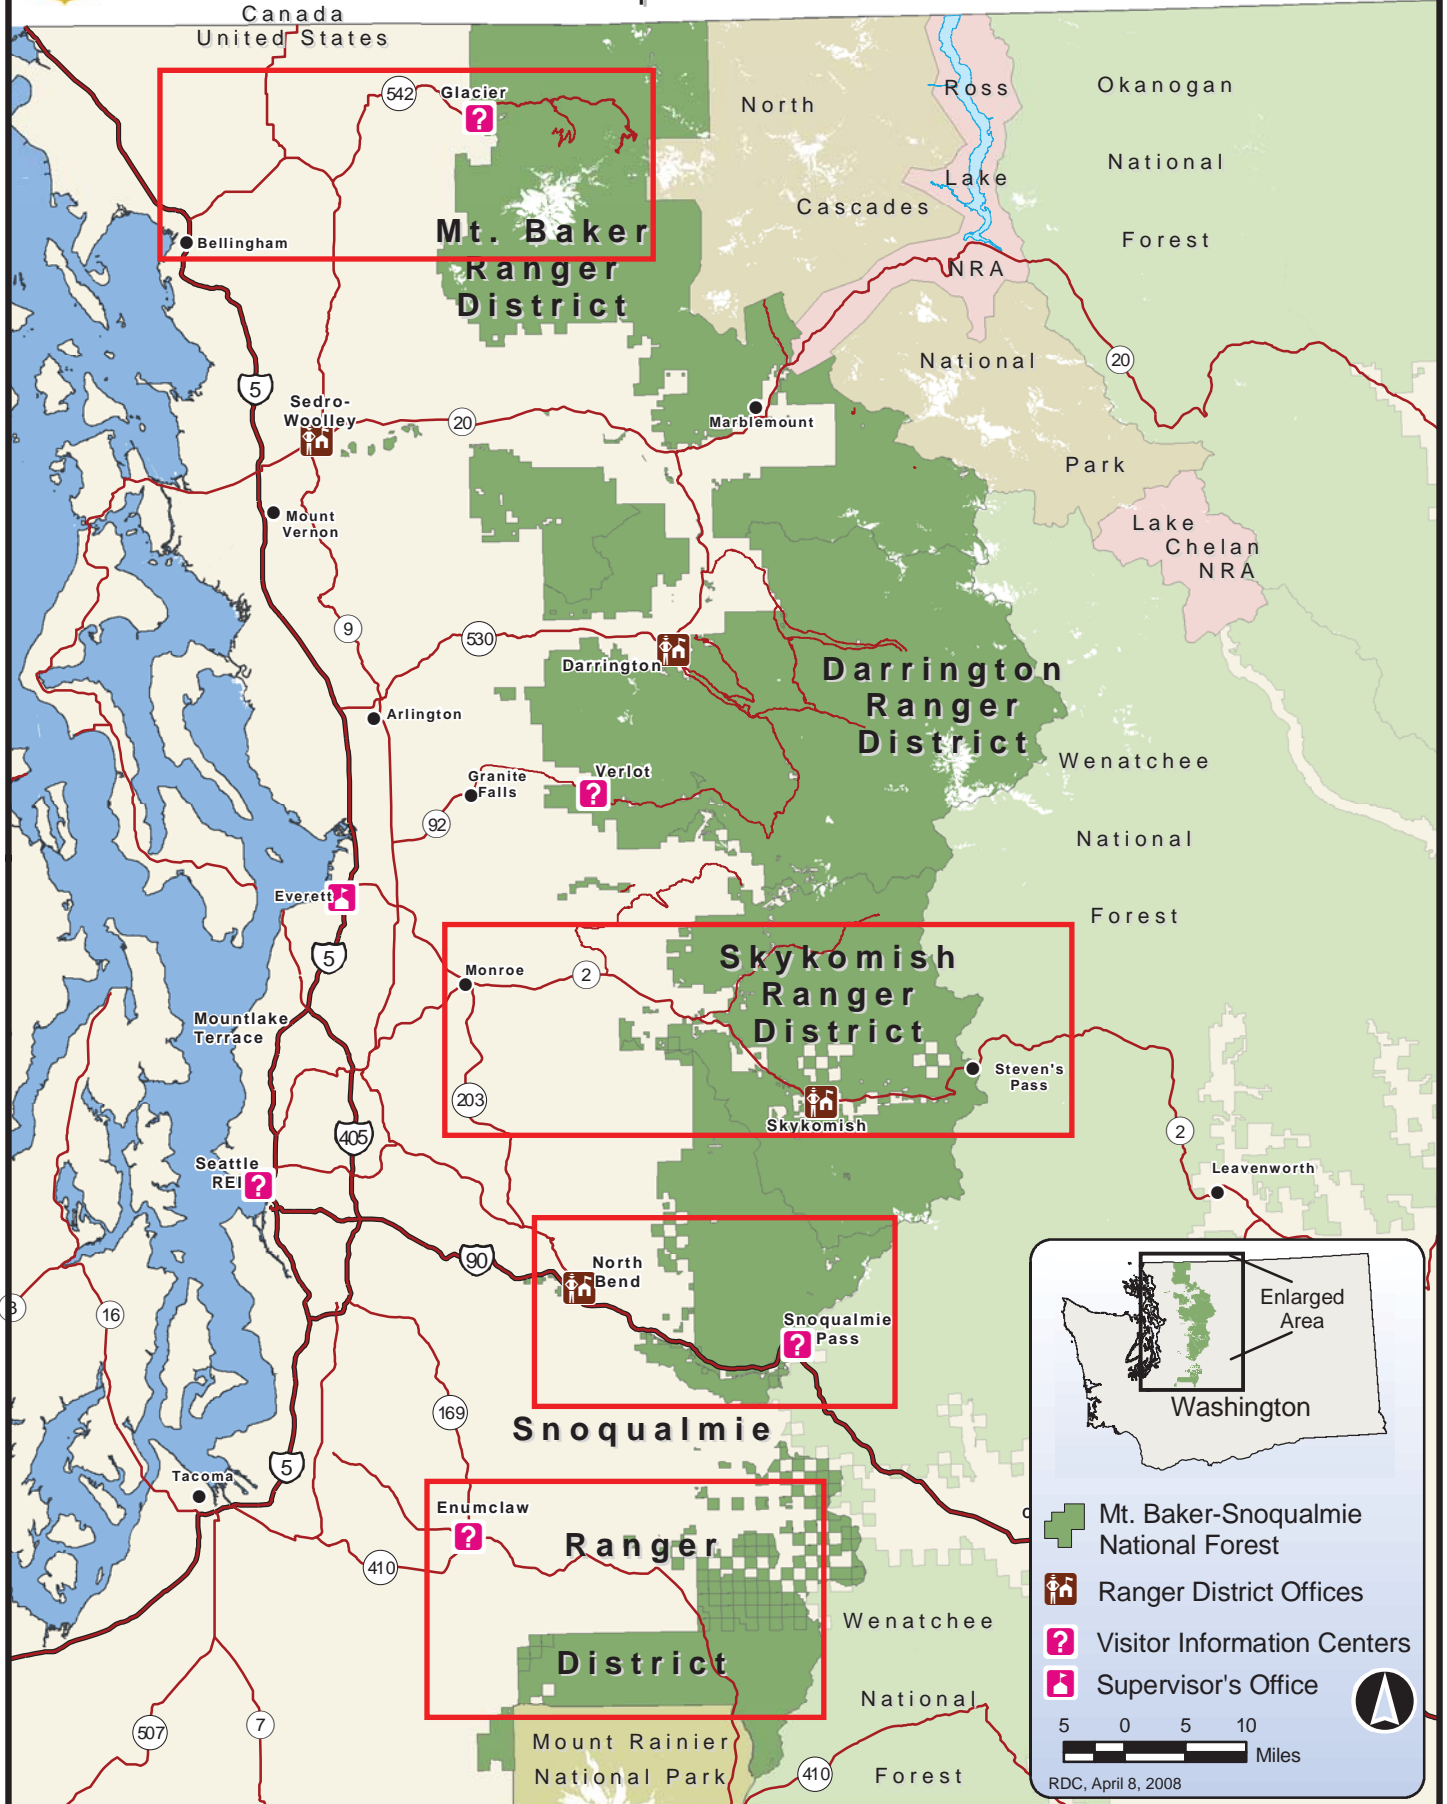 Canada
United States
542
Glacier
North
Ross
Okanogan
National
Lake
Cascades
Forest
Mt. Baker
Bellingham
Ranger
NRA
District
National
20
5
Sedro-
Woolley
20
Marblemount
Park
Mount
Vernon
Lake
Chelan
NRA
9
530
Darrington
Darrington
Ranger
District
Arlington
Wenatchee
Granite
Falls
Verlot
92
National
Everett
Forest
5
Monroe
2
Skykomish
Ranger
District
Mountlake
Terrace
Steven's
Pass
203
Skykomish
405
2
Seattle
REI
Leavenworth
90
North
Bend
3
16
Snoqualmie
Pass
Enlarged
Area
Washington
169
Snoqualmie
5
Tacoma
Enumclaw
Ranger
410
Mt. Baker-Snoqualmie
National Forest
Ranger District Offices
Wenatchee
Visitor Information Centers
District
Supervisor's Office
National
507
7
Mount Rainier
National Park
410
Forest
5 0 5 10
Miles
RDC, April 8, 2008